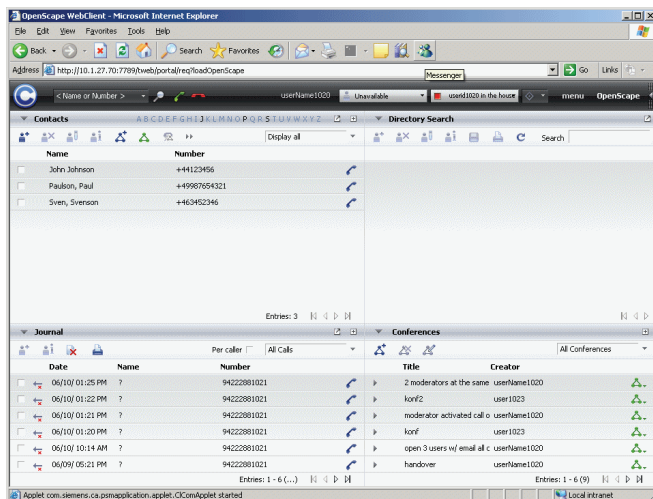 OpenScape WebClient - Microsoft Internet Explorer
File Edit View Favorites Tools Help
Back Search Favorites
Address http://10.1.27.70:7789/tweb/portal/req?loadOpenScape Go Links
Messenger
< Name or Number > userName1020 Unavailable userid1020 in the house menu OpenScape
Contacts A B C D E F G H I J K L M N O P Q R S T U V W X Y Z Directory Search
Display all Search
Name Number
John Johnson +44123456
Paulson, Paul +49987654321
Sven, Svenson +463452346
Entries: 3
Journal Conferences
Per caller All Calls All Conferences
Date Name Number Title Creator
06/10/ 01:25 PM ? 94222881021 2 moderators at the same userName1020
06/10/ 01:22 PM ? 94222881021 konf2 user1023
06/10/ 01:21 PM ? 94222881021 moderator activated call o userName1020
06/10/ 01:20 PM ? 94222881021 konf user1023
06/10/ 10:14 AM ? 94222881021 open 3 users w/ email all c userName1020
06/09/ 05:21 PM ? 94222881021 handover userName1020
Entries: 1 - 6 (...) Entries: 1 - 6 (9)
Applet com.siemens.ca.psmapplication.applet.ClComApplet started Local intranet